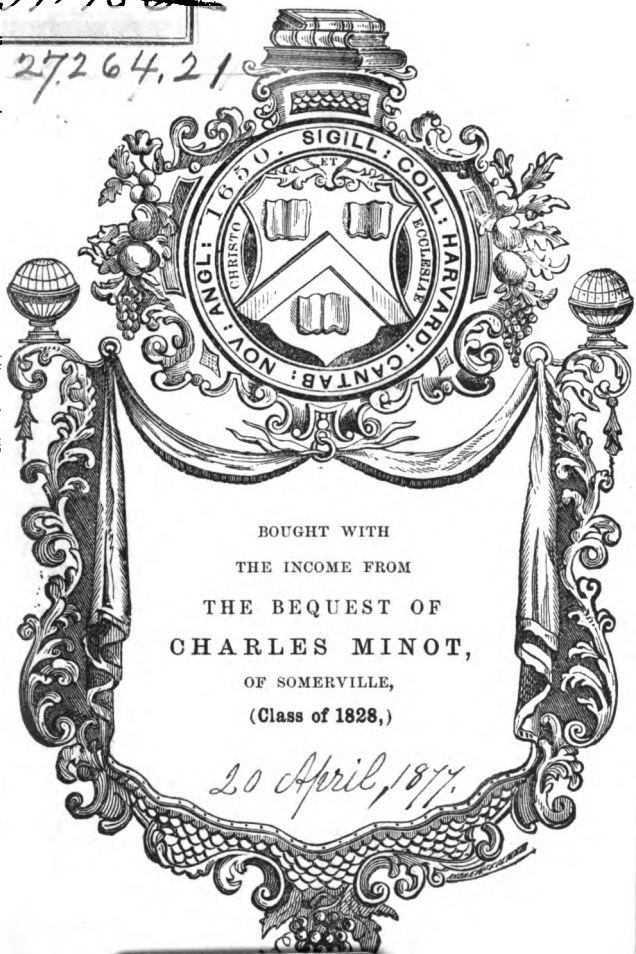 27264.21
SIGILL: COLL: HARVARD: CANTAB: NOV: ANGL: 1650.
ET
CHRISTO
ECCLESIAE
BOUGHT WITH
THE INCOME FROM
THE BEQUEST OF
CHARLES MINOT,
OF SOMERVILLE,
(Class of 1828,)
20 April, 1877.